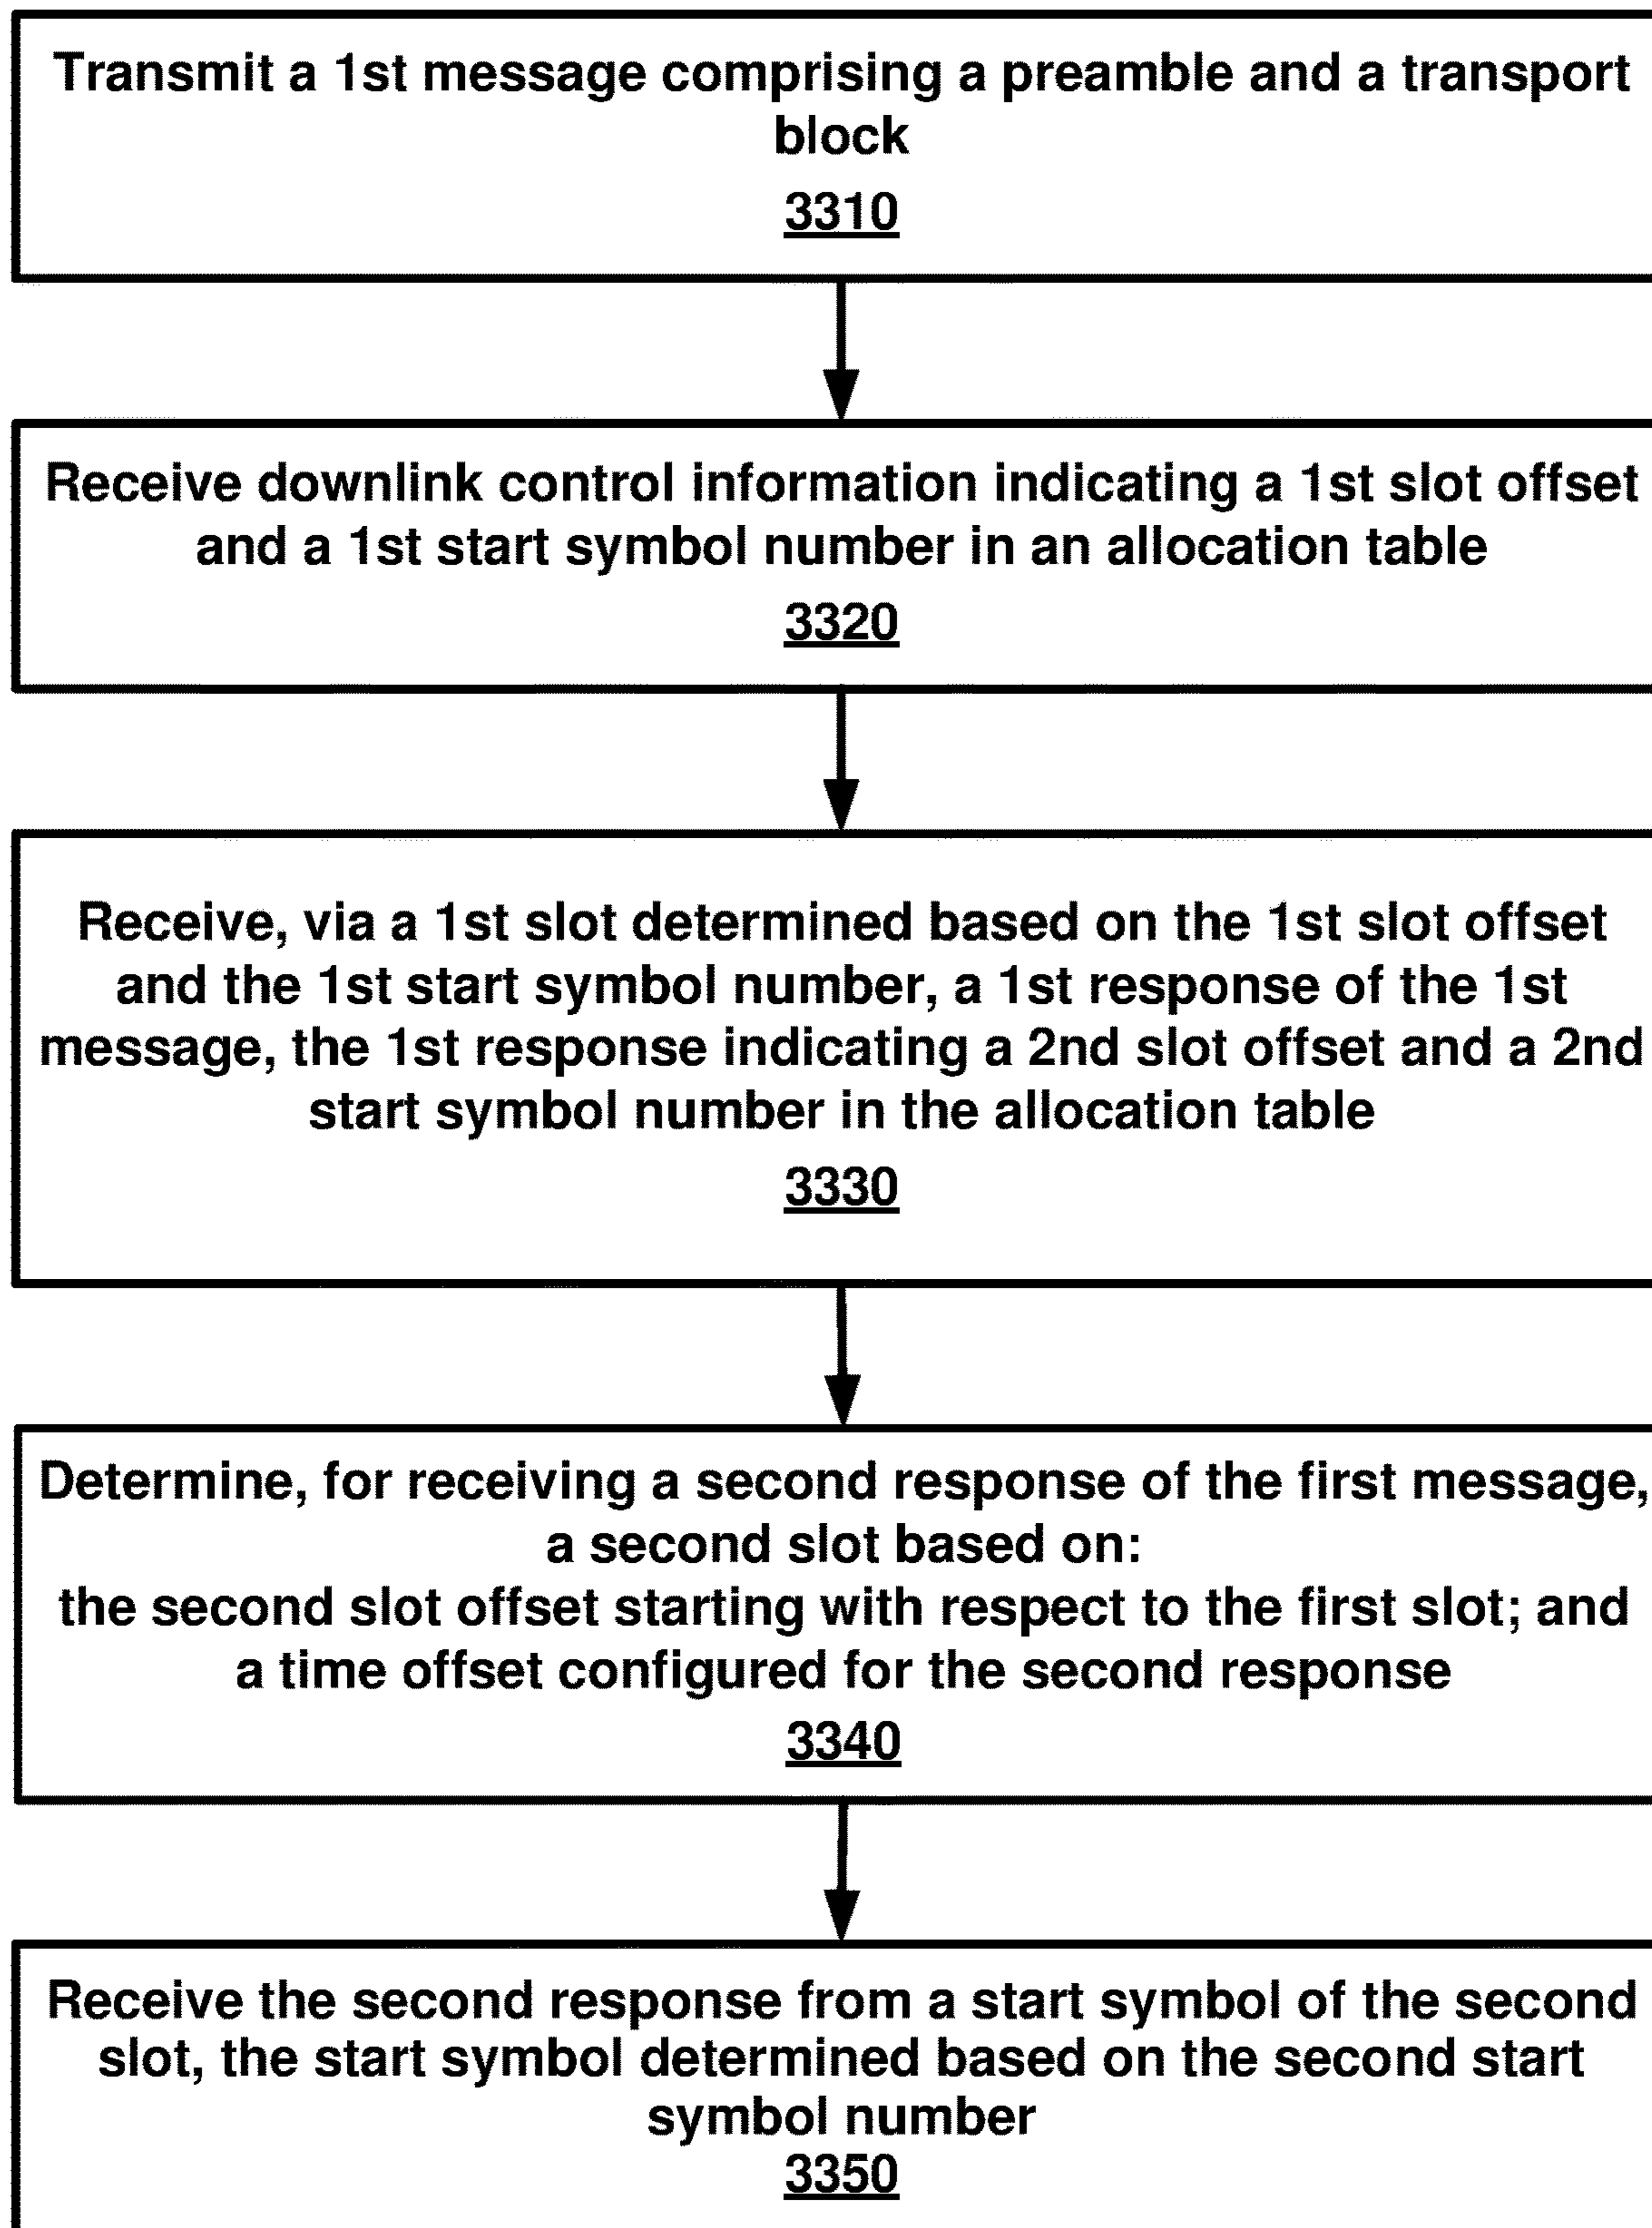 Transmit a 1st message comprising a preamble and a transport
block
3310
Receive downlink control information indicating a 1st slot offset
and a 1st start symbol number in an allocation table
3320
Receive, via a 1st slot determined based on the 1st slot offset
and the 1st start symbol number, a 1st response of the 1st
message, the 1st response indicating a 2nd slot offset and a 2nd
start symbol number in the allocation table
3330
Determine, for receiving a second response of the first message,
a second slot based on:
the second slot offset starting with respect to the first slot; and
a time offset configured for the second response
3340
Receive the second response from a start symbol of the second
slot, the start symbol determined based on the second start
symbol number
3350